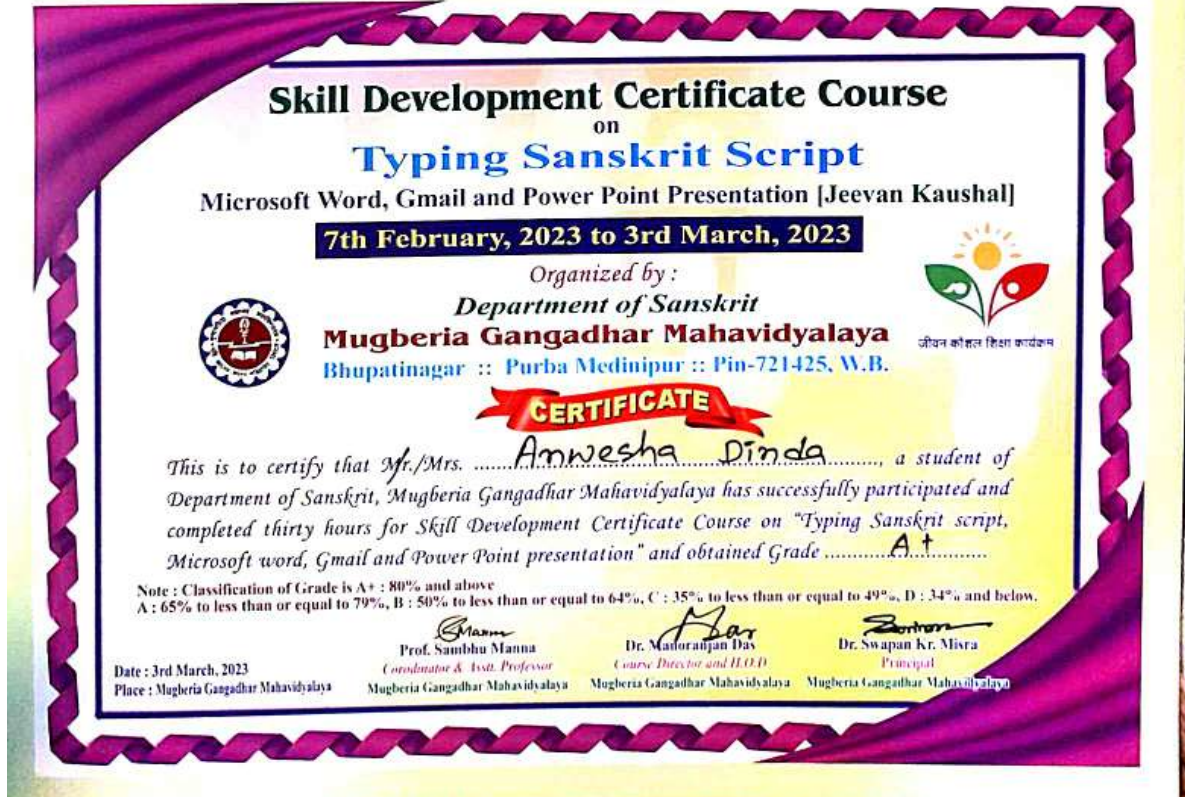 Skill Development Certificate Course
on
Typing Sanskrit Script
Microsoft Word, Gmail and Power Point Presentation [Jeevan Kaushal]
7th February, 2023 to 3rd March, 2023
Organized by :
Department of Sanskrit
Mugberia Gangadhar Mahavidyalaya
Bhupatinagar :: Purba Medinipur :: Pin-721425, W.B.
जीवन कौशल शिक्षा कार्यक्रम
CERTIFICATE
This is to certify that Mr./Mrs. Anwesha Dinda, a student of
Department of Sanskrit, Mugberia Gangadhar Mahavidyalaya has successfully participated and
completed thirty hours for Skill Development Certificate Course on "Typing Sanskrit script,
Microsoft word, Gmail and Power Point presentation" and obtained Grade A+
Note : Classification of Grade is A+ : 80% and above
A : 65% to less than or equal to 79%, B : 50% to less than or equal to 64%, C : 35% to less than or equal to 49%, D : 34% and below.
Prof. Sambhu Manna
Corodinator & Asst. Professor
Mugberia Gangadhar Mahavidyalaya
Dr. Manoranjan Das
Course Director and H.O.D
Mugberia Gangadhar Mahavidyalaya
Dr. Swapan Kr. Misra
Principal
Mugberia Gangadhar Mahavidyalaya
Date : 3rd March, 2023
Place : Mugberia Gangadhar Mahavidyalaya